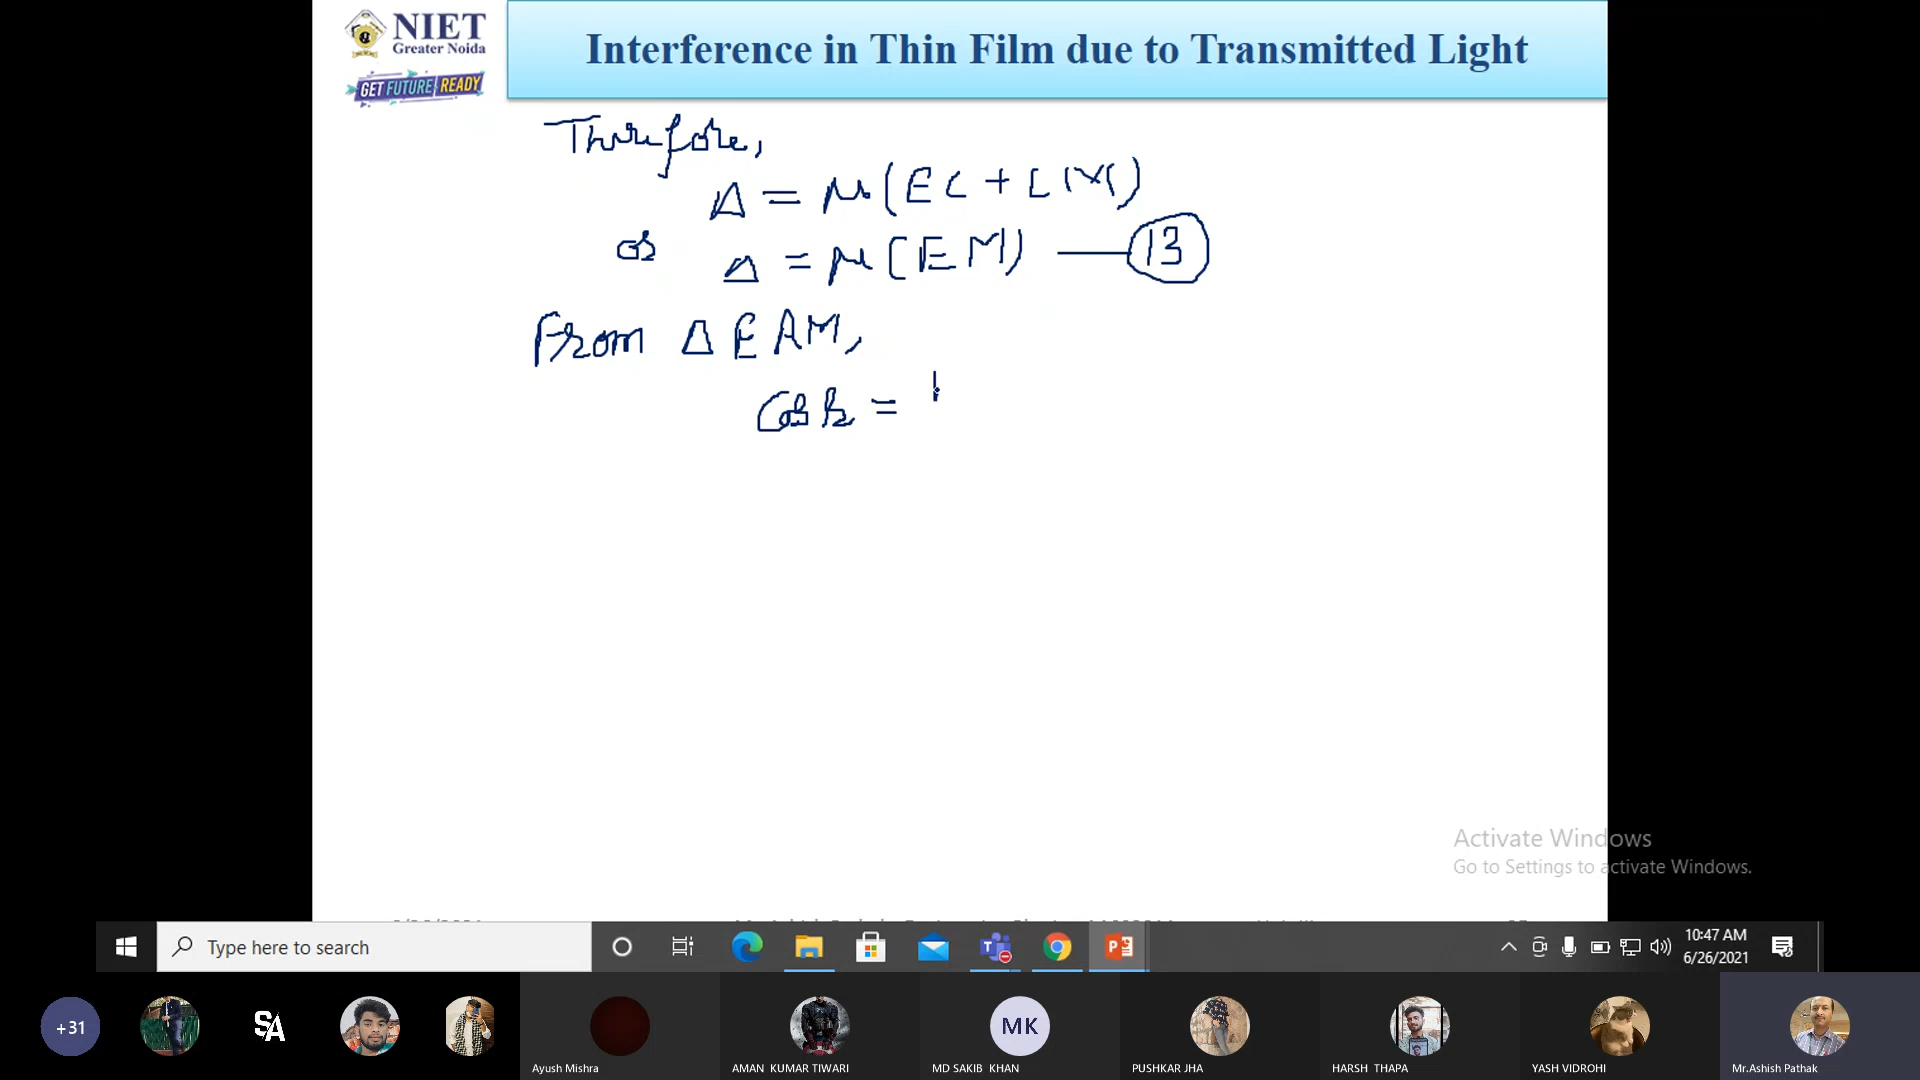 NIET
Greater Noida
GET FUTURE READY
Interference in Thin Film due to Transmitted Light
Therefore,
Δ = μ(EC + CM)
or Δ = μ(EM) — 13
From Δ EAM,
Cos r =
Activate Windows
Go to Settings to activate Windows.
Type here to search
10:47 AM
6/26/2021
+31
SA
Ayush Mishra
AMAN KUMAR TIWARI
MK
MD SAKIB KHAN
PUSHKAR JHA
HARSH THAPA
YASH VIDROHI
Mr.Ashish Pathak